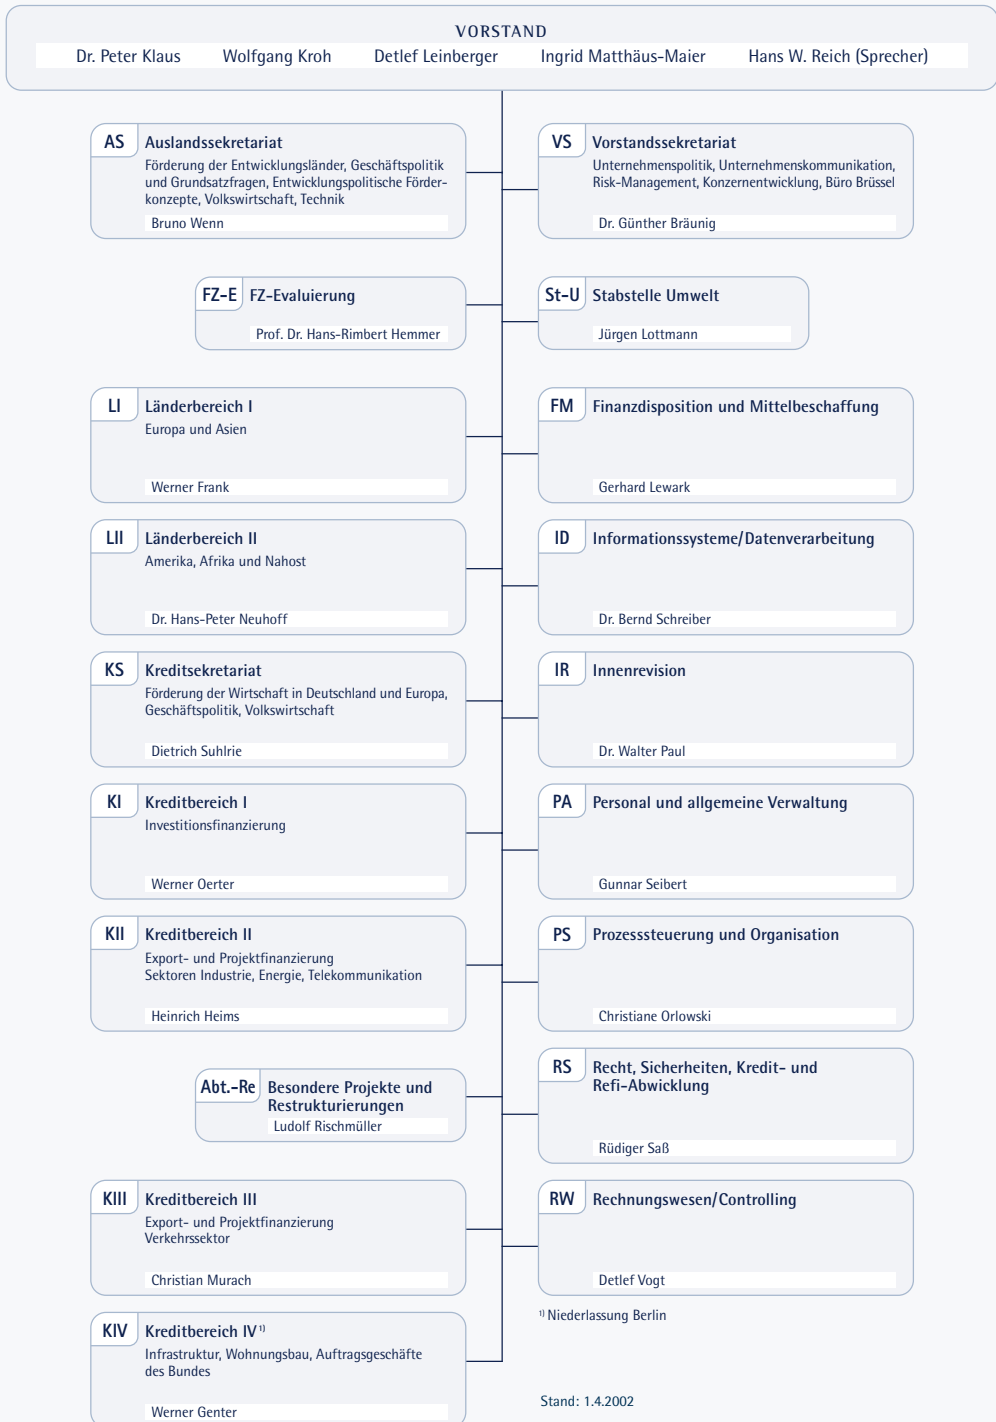 VORSTAND
Dr. Peter Klaus Wolfgang Kroh Detlef Leinberger Ingrid Matthäus-Maier Hans W. Reich (Sprecher)
AS Auslandssekretariat
Förderung der Entwicklungsländer, Geschäftspolitik
und Grundsatzfragen, Entwicklungspolitische Förder-
konzepte, Volkswirtschaft, Technik
Bruno Wenn
VS Vorstandssekretariat
Unternehmenspolitik, Unternehmenskommunikation,
Risk-Management, Konzernentwicklung, Büro Brüssel
Dr. Günther Bräunig
FZ-E FZ-Evaluierung
Prof. Dr. Hans-Rimbert Hemmer
St-U Stabstelle Umwelt
Jürgen Lottmann
LI Länderbereich I
Europa und Asien
Werner Frank
FM Finanzdisposition und Mittelbeschaffung
Gerhard Lewark
LII Länderbereich II
Amerika, Afrika und Nahost
Dr. Hans-Peter Neuhoff
ID Informationssysteme/Datenverarbeitung
Dr. Bernd Schreiber
KS Kreditsekretariat
Förderung der Wirtschaft in Deutschland und Europa,
Geschäftspolitik, Volkswirtschaft
Dietrich Suhlrie
IR Innenrevision
Dr. Walter Paul
KI Kreditbereich I
Investitionsfinanzierung
Werner Oerter
PA Personal und allgemeine Verwaltung
Gunnar Seibert
KII Kreditbereich II
Export- und Projektfinanzierung
Sektoren Industrie, Energie, Telekommunikation
Heinrich Heims
PS Prozesssteuerung und Organisation
Christiane Orlowski
Abt.-Re Besondere Projekte und
Restrukturierungen
Ludolf Rischmüller
RS Recht, Sicherheiten, Kredit- und
Refi-Abwicklung
Rüdiger Saß
KIII Kreditbereich III
Export- und Projektfinanzierung
Verkehrssektor
Christian Murach
RW Rechnungswesen/Controlling
Detlef Vogt
KIV Kreditbereich IV ¹⁾
Infrastruktur, Wohnungsbau, Auftragsgeschäfte
des Bundes
Werner Genter
¹⁾ Niederlassung Berlin
Stand: 1.4.2002